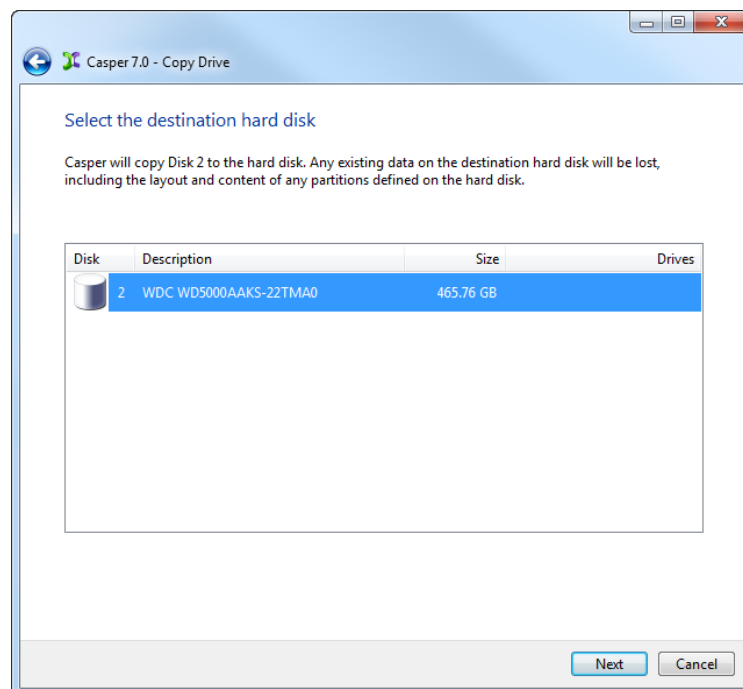 Casper 7.0 - Copy Drive
Select the destination hard disk
Casper will copy Disk 2 to the hard disk. Any existing data on the destination hard disk will be lost,
including the layout and content of any partitions defined on the hard disk.
Disk Description Size Drives
2 WDC WD5000AAKS-22TMA0 465.76 GB
Next Cancel